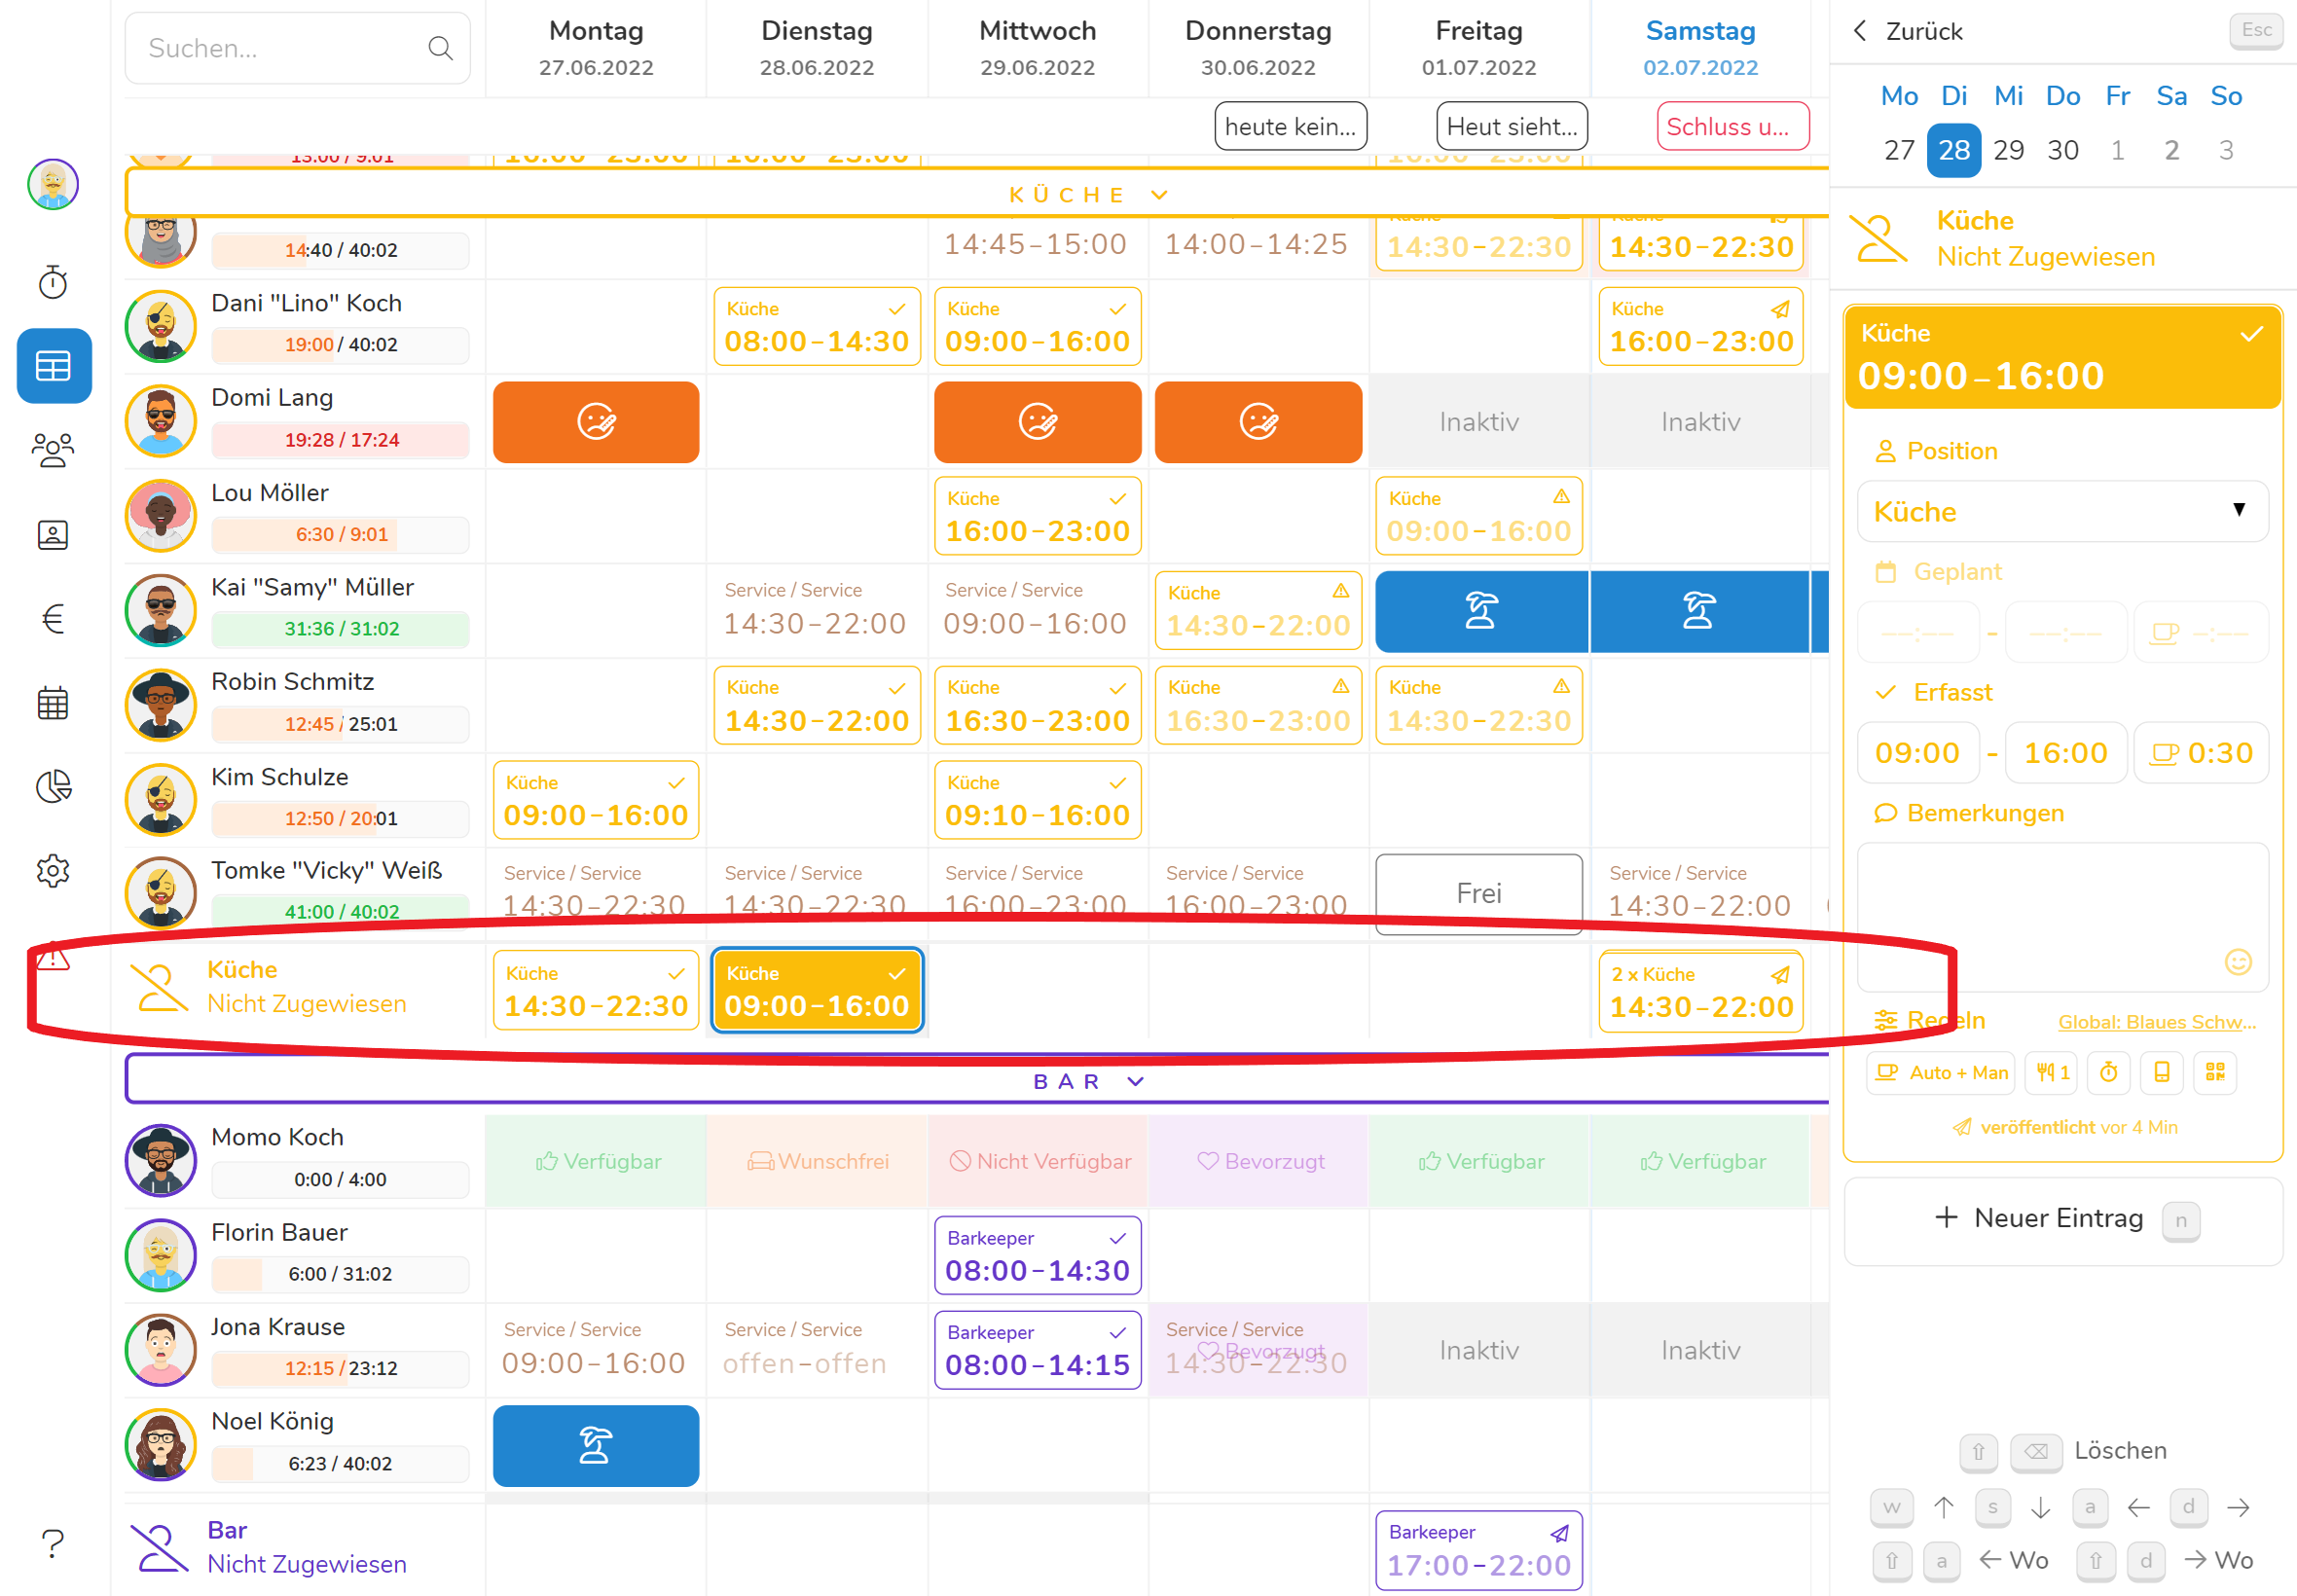 Suchen...
Montag
27.06.2022
Dienstag
28.06.2022
Mittwoch
29.06.2022
Donnerstag
30.06.2022
Freitag
01.07.2022
Samstag
02.07.2022
heute kein...
Heut sieht...
Schluss u...
13:00 / 9:01
16:00-23:00
16:00-23:00
16:00-23:00
KÜCHE
14:40 / 40:02
14:45-15:00
14:00-14:25
Küche
14:30-22:30
Küche
14:30-22:30
Dani "Lino" Koch
19:00 / 40:02
Küche
08:00-14:30
Küche
09:00-16:00
Küche
16:00-23:00
Domi Lang
19:28 / 17:24
Inaktiv
Inaktiv
Lou Möller
6:30 / 9:01
Küche
16:00-23:00
Küche
09:00-16:00
Kai "Samy" Müller
31:36 / 31:02
Service / Service
14:30-22:00
Service / Service
09:00-16:00
Küche
14:30-22:00
Robin Schmitz
12:45 / 25:01
Küche
14:30-22:00
Küche
16:30-23:00
Küche
16:30-23:00
Küche
14:30-22:30
Kim Schulze
12:50 / 20:01
Küche
09:00-16:00
Küche
09:10-16:00
Tomke "Vicky" Weiß
41:00 / 40:02
Service / Service
14:30-22:30
Service / Service
14:30-22:30
Service / Service
16:00-23:00
Service / Service
16:00-23:00
Frei
Service / Service
14:30-22:00
Küche
Nicht Zugewiesen
Küche
14:30-22:30
Küche
09:00-16:00
2 x Küche
14:30-22:00
BAR
Momo Koch
0:00 / 4:00
Verfügbar
Wunschfrei
Nicht Verfügbar
Bevorzugt
Verfügbar
Verfügbar
Florin Bauer
6:00 / 31:02
Barkeeper
08:00-14:30
Jona Krause
12:15 / 23:12
Service / Service
09:00-16:00
Service / Service
offen-offen
Barkeeper
08:00-14:15
Service / Service
Bevorzugt
14:30-22:30
Inaktiv
Inaktiv
Noel König
6:23 / 40:02
Bar
Nicht Zugewiesen
Barkeeper
17:00-22:00
?
Zurück
Esc
Mo Di Mi Do Fr Sa So
27 28 29 30 1 2 3
Küche
Nicht Zugewiesen
Küche
09:00-16:00
Position
Küche
Geplant
--:-- - --:-- -:--
Erfasst
09:00 - 16:00 0:30
Bemerkungen
Regeln Global: Blaues Schw...
Auto + Man 1
veröffentlicht vor 4 Min
+ Neuer Eintrag n
⇧ ⌫ Löschen
w ↑ s ↓ a ← d →
⇧ a ← Wo ⇧ d → Wo